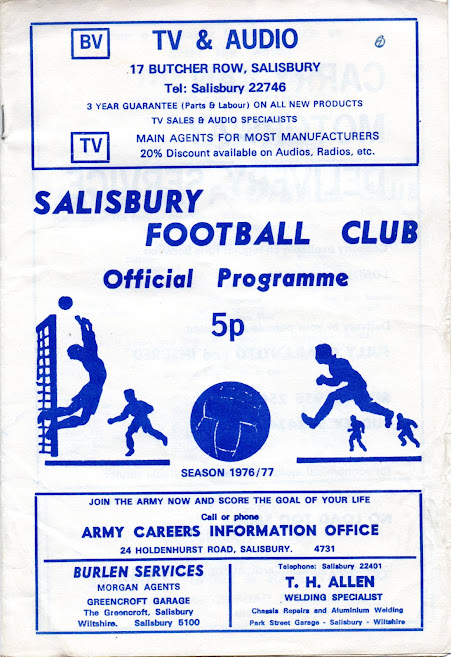 BV TV & AUDIO
17 BUTCHER ROW, SALISBURY
Tel: Salisbury 22746
3 YEAR GUARANTEE (Parts & Labour) ON ALL NEW PRODUCTS
TV SALES & AUDIO SPECIALISTS
TV MAIN AGENTS FOR MOST MANUFACTURERS
20% Discount available on Audios, Radios, etc.
SALISBURY
FOOTBALL CLUB
Official Programme
5p
SEASON 1976/77
JOIN THE ARMY NOW AND SCORE THE GOAL OF YOUR LIFE
Call or phone
ARMY CAREERS INFORMATION OFFICE
24 HOLDENHURST ROAD, SALISBURY. 4731
BURLEN SERVICES
MORGAN AGENTS
GREENCROFT GARAGE
The Greencroft, Salisbury
Wiltshire. Salisbury 5100
Telephone: Salisbury 22401
T. H. ALLEN
WELDING SPECIALIST
Chassis Repairs and Aluminium Welding
Park Street Garage - Salisbury - Wiltshire